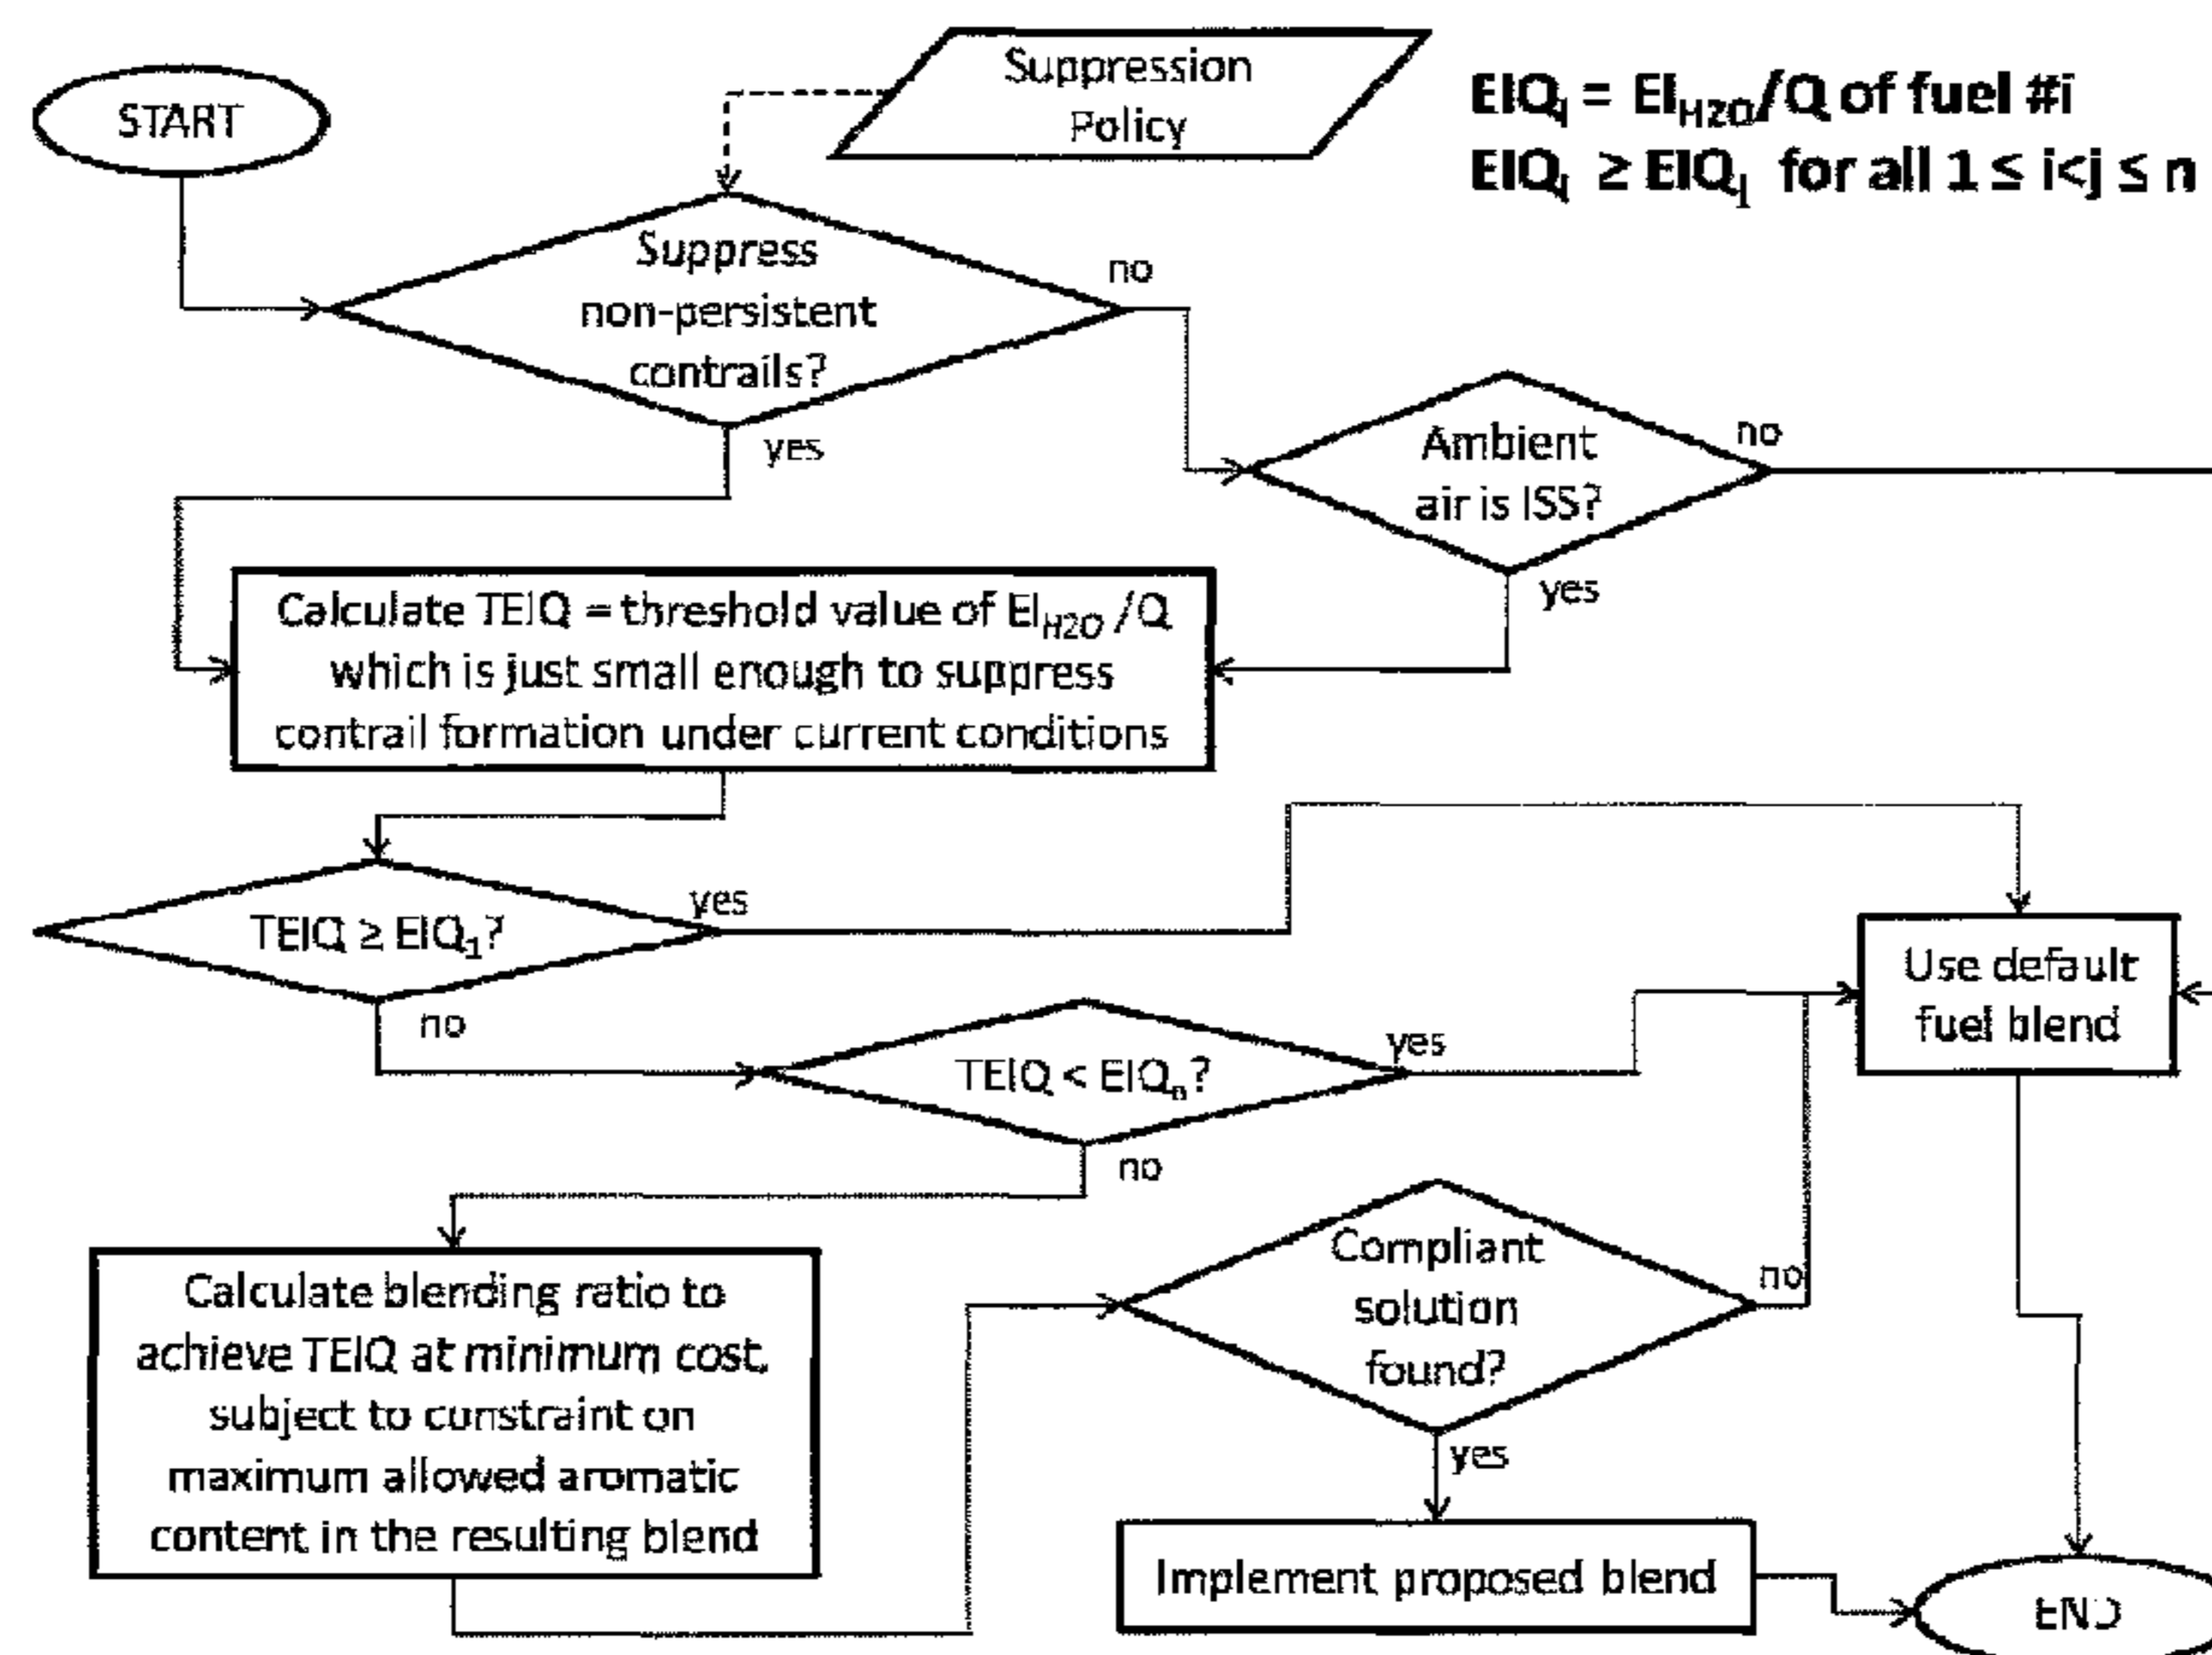 START
Suppression
Policy
EIQi = EIH2O/Q of fuel #i
EIQi ≥ EIQj for all 1 ≤ i<j ≤ n
Suppress
non-persistent
contrails?
no
yes
Ambient
air is ISS?
no
yes
Calculate TEIQ = threshold value of EIH2O /Q
which is just small enough to suppress
contrail formation under current conditions
TEIQ ≥ EIQ1?
yes
no
Use default
fuel blend
TEIQ < EIQn?
yes
no
Calculate blending ratio to
achieve TEIQ at minimum cost,
subject to constraint on
maximum allowed aromatic
content in the resulting blend
Compliant
solution
found?
no
yes
Implement proposed blend
END